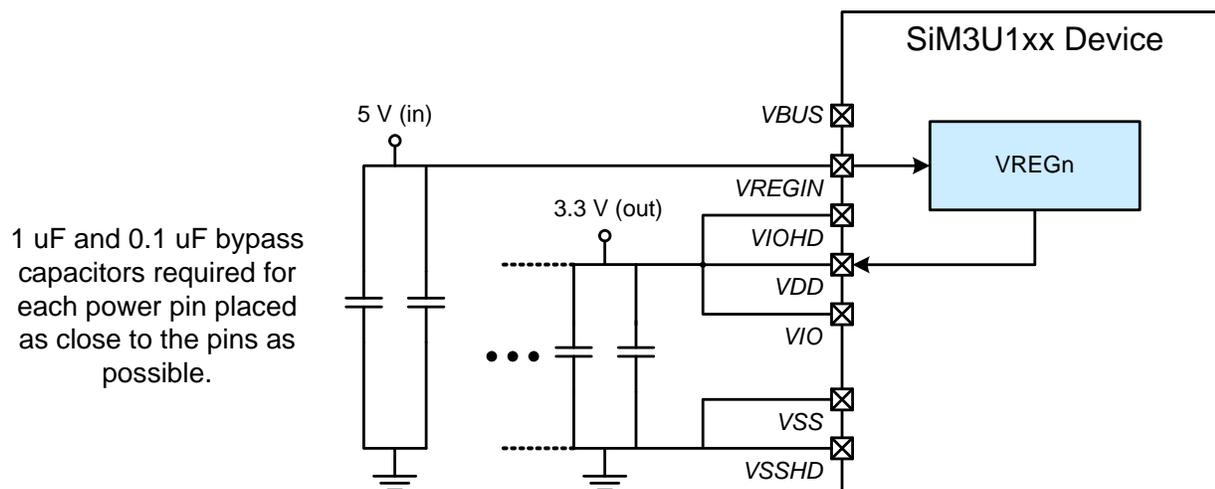 SiM3U1xx Device
5 V (in)
VBUS
VREGn
VREGIN
3.3 V (out)
VIOHD
1 uF and 0.1 uF bypass
capacitors required for
each power pin placed
as close to the pins as
possible.
VDD
VIO
VSS
VSSHD